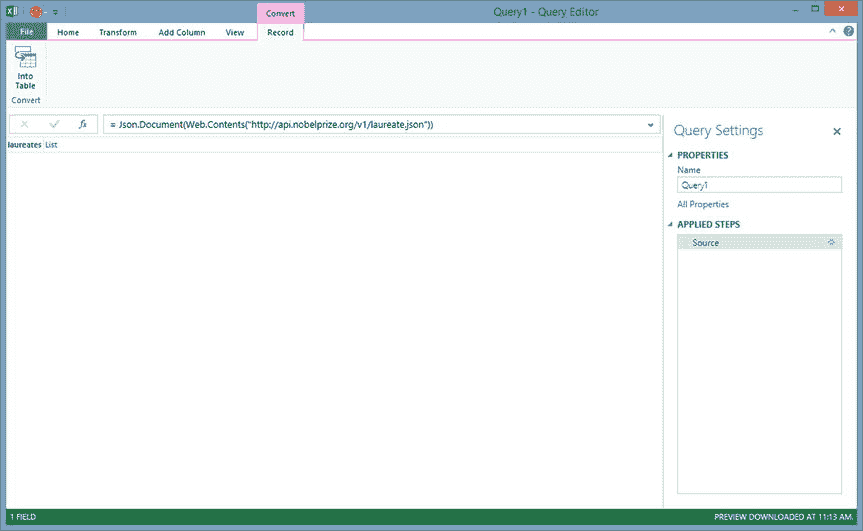 Convert
Query1 - Query Editor
File Home Transform Add Column View Record
Into
Table
Convert
fx = Json.Document(Web.Contents("http://api.nobelprize.org/v1/laureate.json"))
laureates List
Query Settings
PROPERTIES
Name
Query1
All Properties
APPLIED STEPS
Source
1 FIELD
PREVIEW DOWNLOADED AT 11:13 AM.